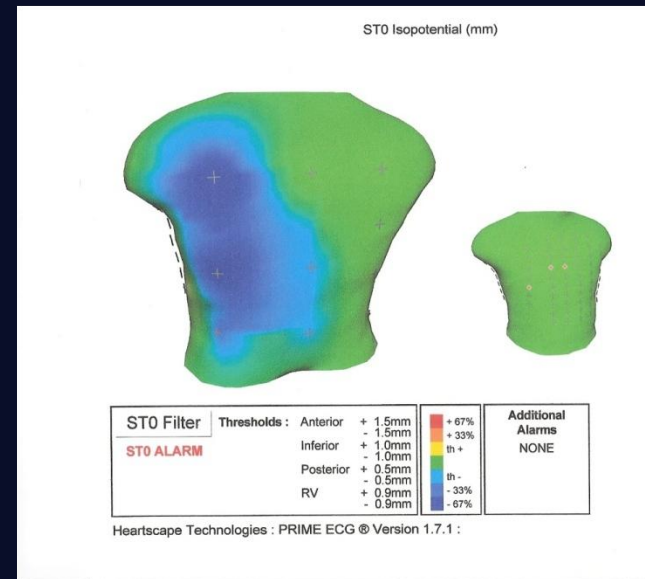 ST0 Isopotential (mm)
ST0 Filter
ST0 ALARM
Thresholds : Anterior + 1.5mm
- 1.5mm
Inferior + 1.0mm
- 1.0mm
Posterior + 0.5mm
- 0.5mm
RV + 0.9mm
- 0.9mm
+ 67%
+ 33%
th +
th -
- 33%
- 67%
Additional
Alarms
NONE
Heartscape Technologies : PRIME ECG ® Version 1.7.1 :